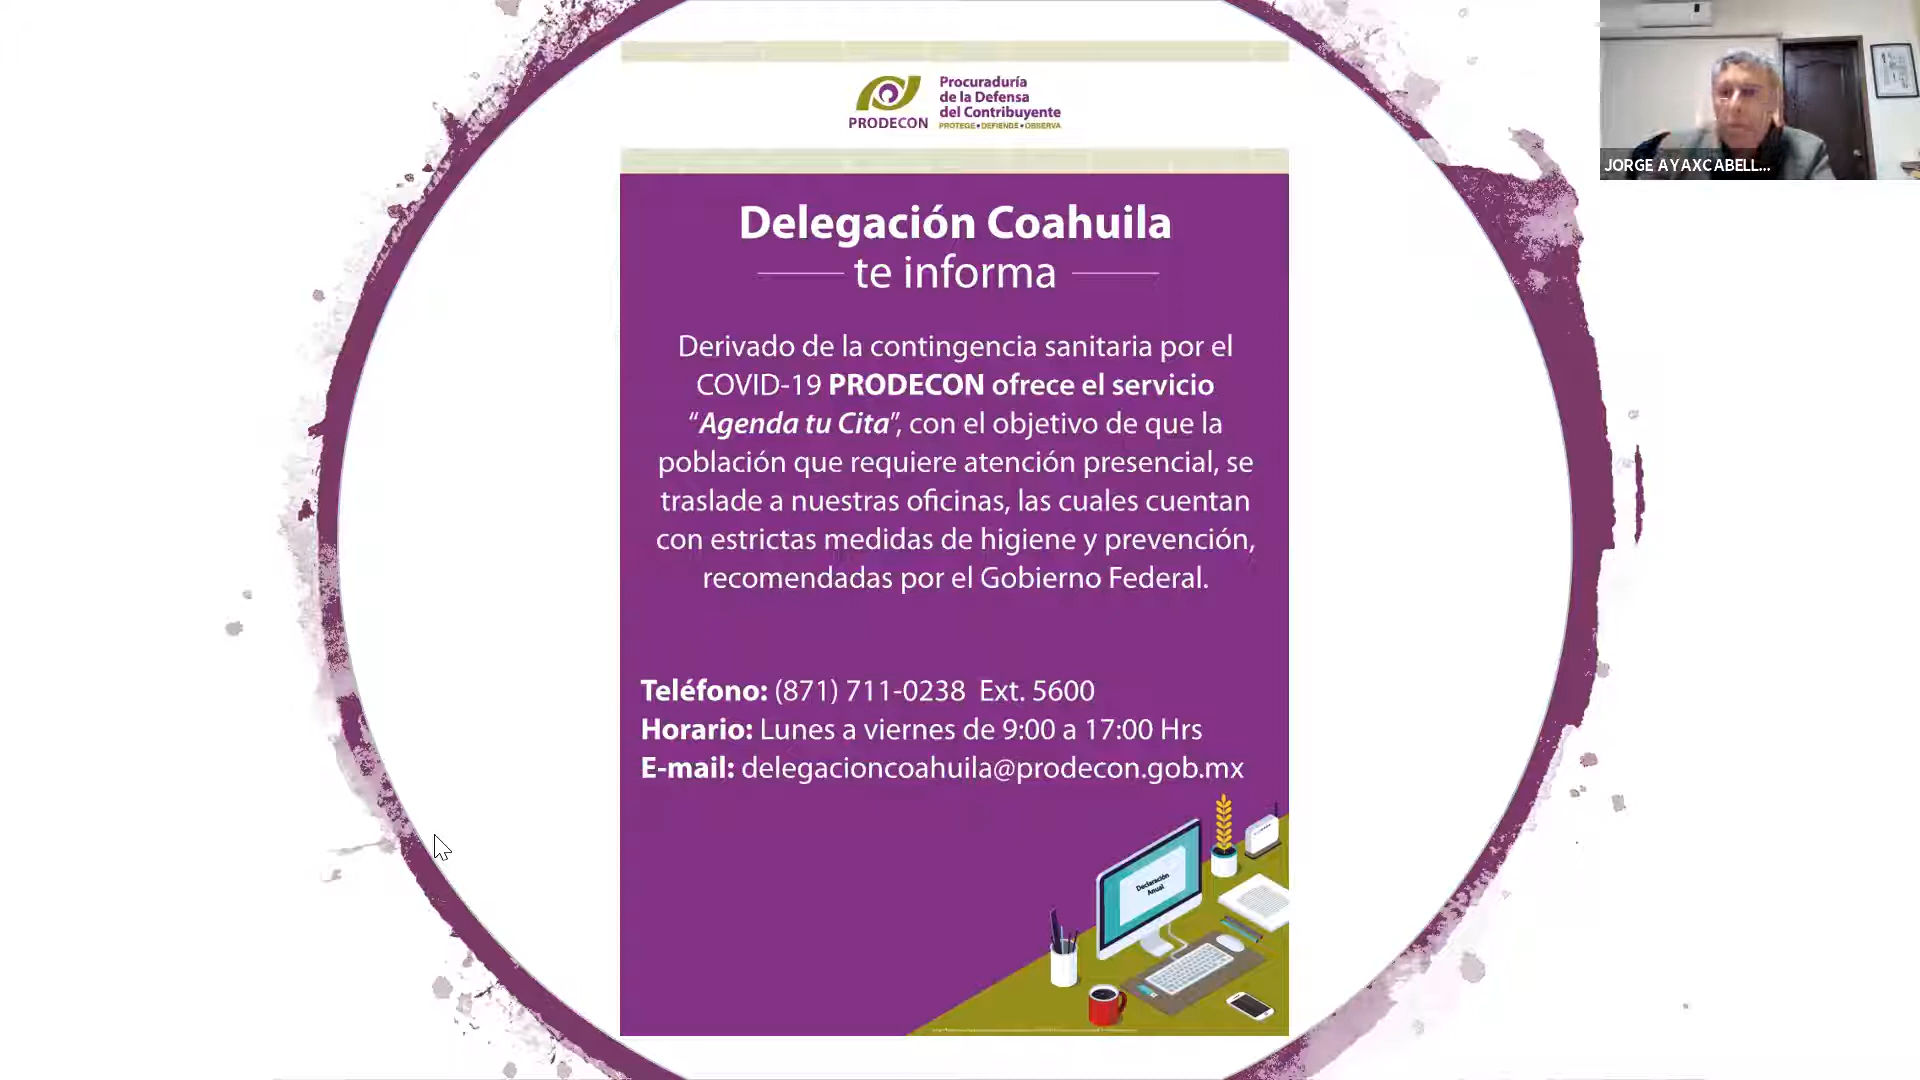 PRODECON
Procuraduría
de la Defensa
del Contribuyente
PROTEGE • DEFIENDE • OBSERVA
JORGE AYAXCABELL...
Delegación Coahuila
te informa
Derivado de la contingencia sanitaria por el
COVID-19 PRODECON ofrece el servicio
“Agenda tu Cita”, con el objetivo de que la
población que requiere atención presencial, se
traslade a nuestras oficinas, las cuales cuentan
con estrictas medidas de higiene y prevención,
recomendadas por el Gobierno Federal.
Teléfono: (871) 711-0238 Ext. 5600
Horario: Lunes a viernes de 9:00 a 17:00 Hrs
E-mail: delegacioncoahuila@prodecon.gob.mx
Declaración
Anual